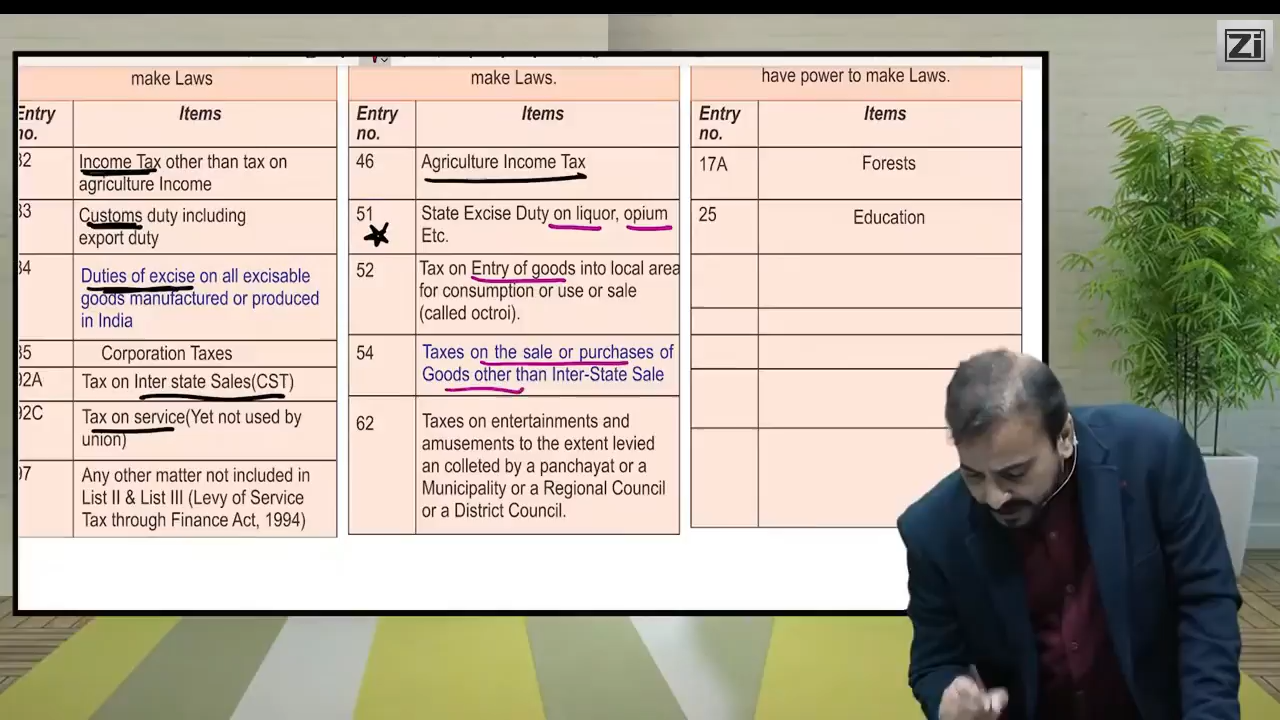 Zi
make Laws
Entry
no.
Items
32
Income Tax other than tax on
agriculture Income
33
Customs duty including
export duty
34
Duties of excise on all excisable
goods manufactured or produced
in India
35
Corporation Taxes
92A
Tax on Inter state Sales(CST)
92C
Tax on service(Yet not used by
union)
97
Any other matter not included in
List II & List III (Levy of Service
Tax through Finance Act, 1994)
make Laws.
Entry
no.
Items
46
Agriculture Income Tax
51
State Excise Duty on liquor, opium
Etc.
52
Tax on Entry of goods into local area
for consumption or use or sale
(called octroi).
54
Taxes on the sale or purchases of
Goods other than Inter-State Sale
62
Taxes on entertainments and
amusements to the extent levied
an colleted by a panchayat or a
Municipality or a Regional Council
or a District Council.
have power to make Laws.
Entry
no.
Items
17A
Forests
25
Education